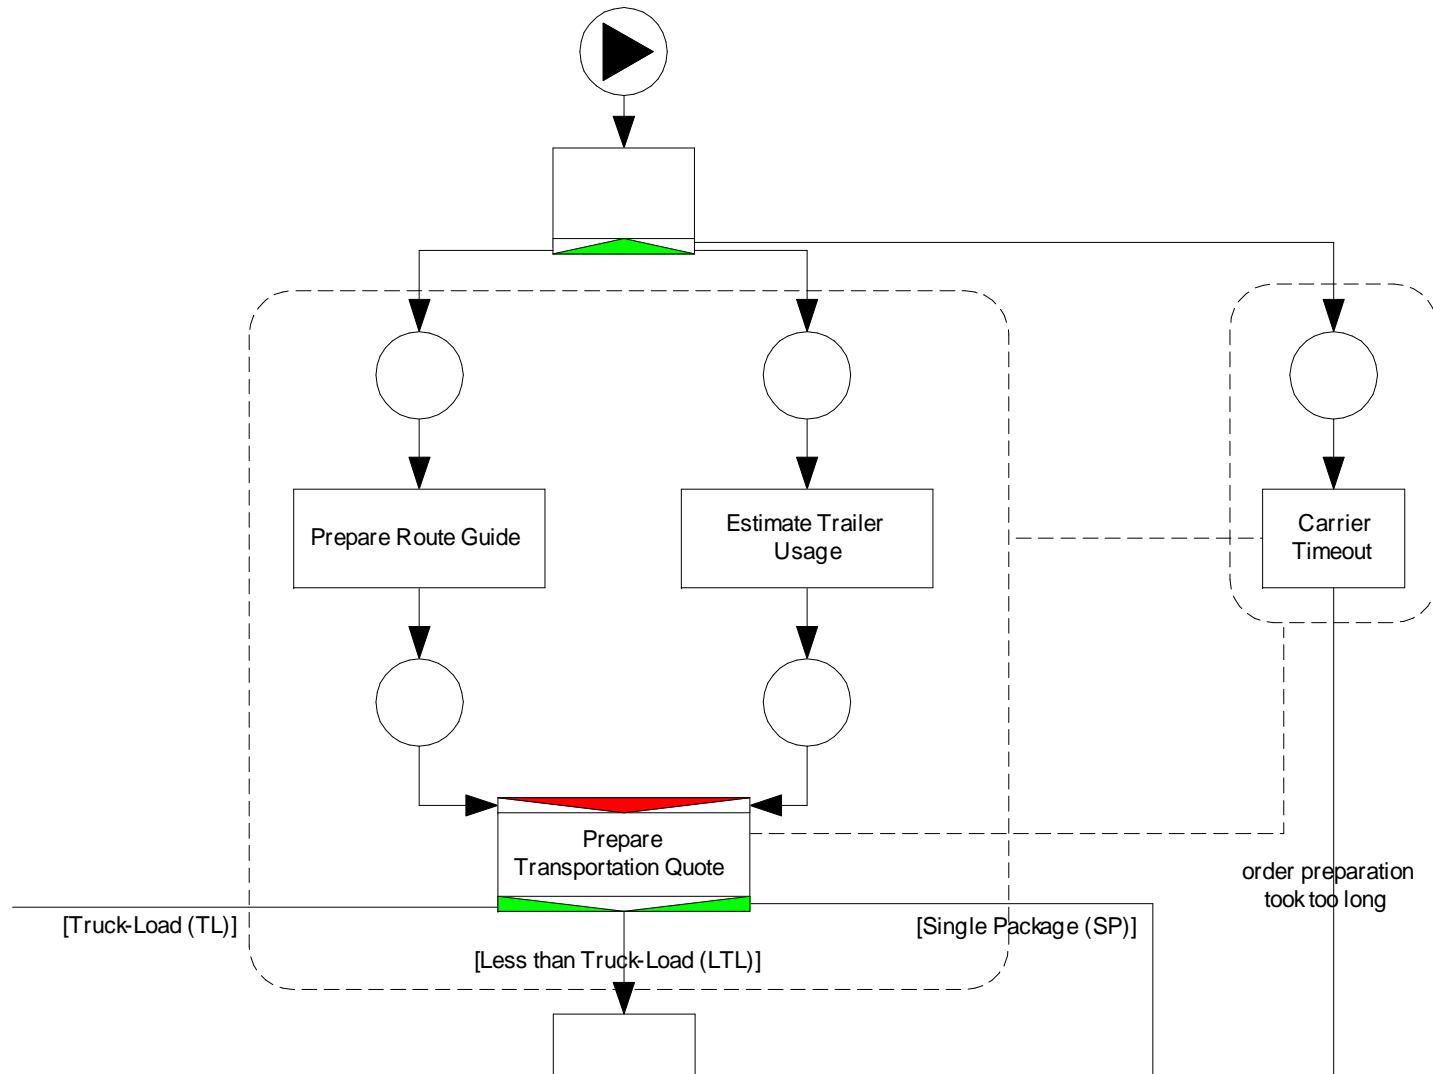 Prepare Route Guide
Estimate Trailer
Usage
Carrier
Timeout
Prepare
Transportation Quote
order preparation
took too long
[Truck-Load (TL)]
[Single Package (SP)]
[Less than Truck-Load (LTL)]